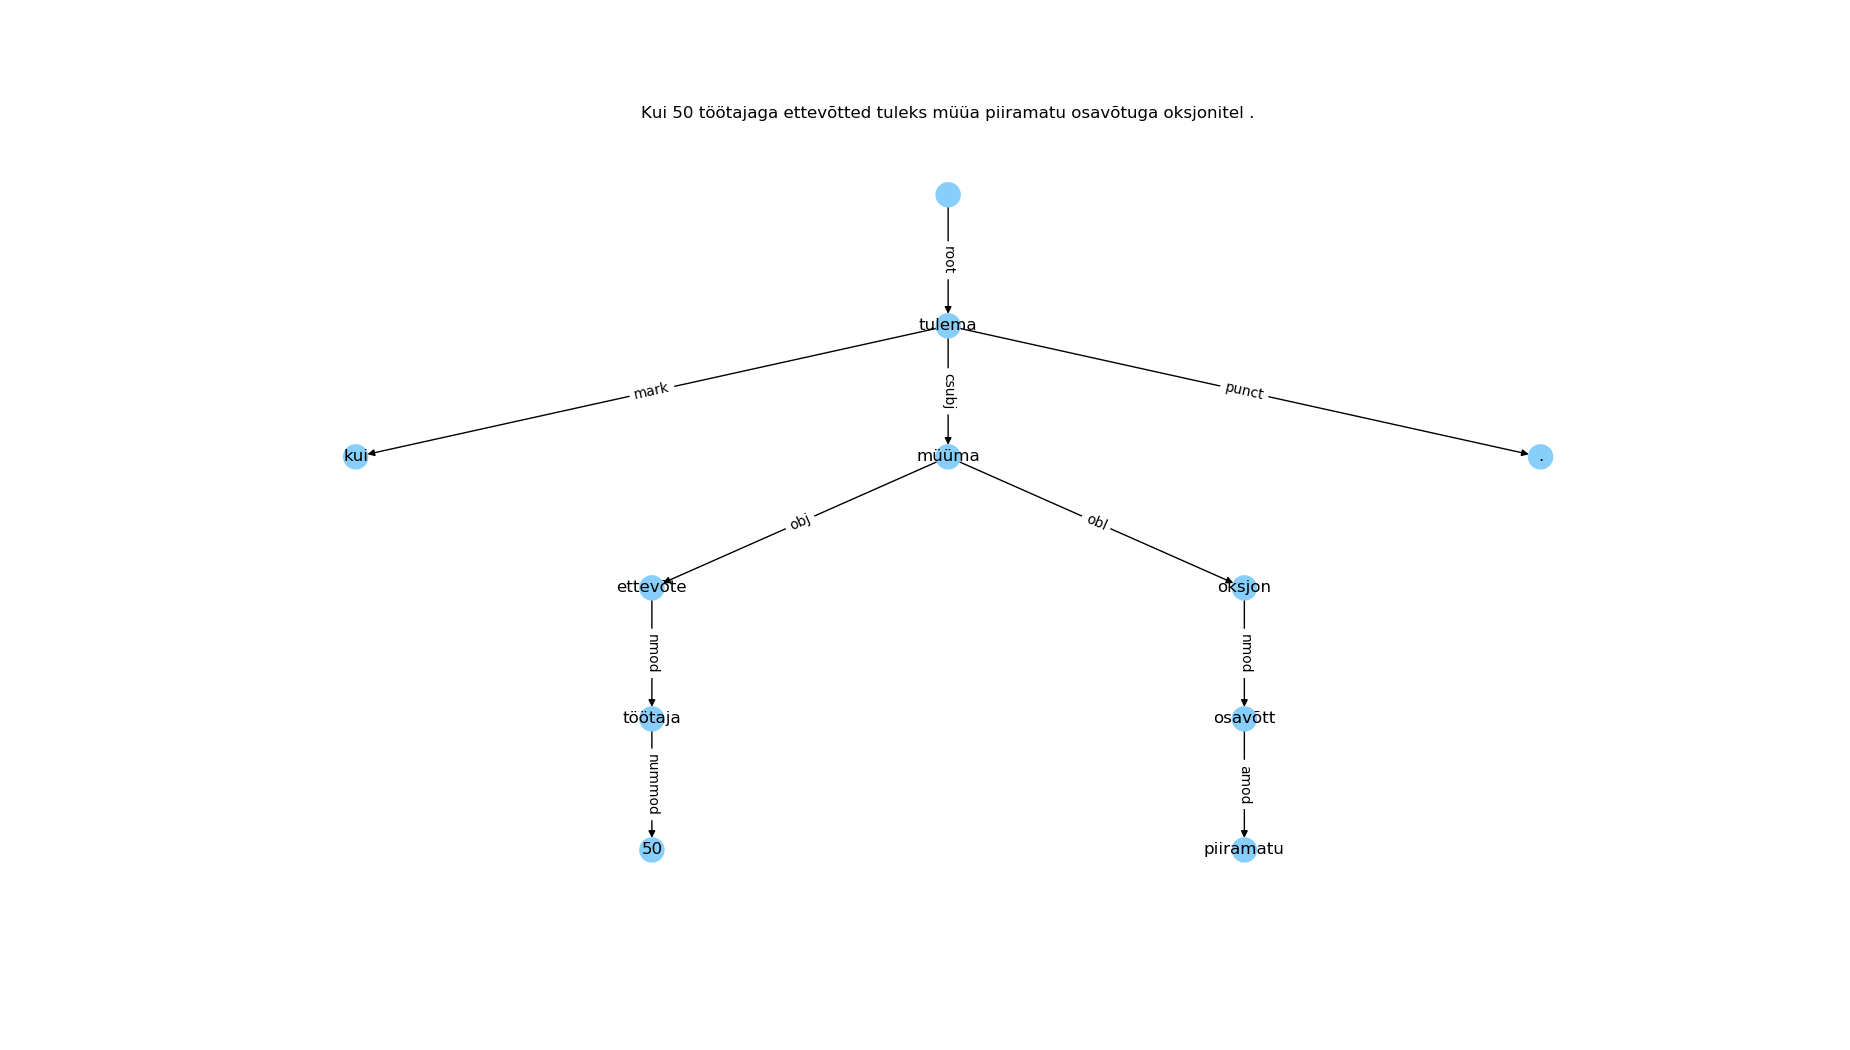 Kui 50 töötajaga ettevõtted tuleks müüa piiramatu osavõtuga oksjonitel .
root
tulema
mark
csubj
punct
kui
müüma
.
obj
obl
ettevõte
oksjon
nmod
nmod
töötaja
osavõtt
nummod
amod
50
piiramatu